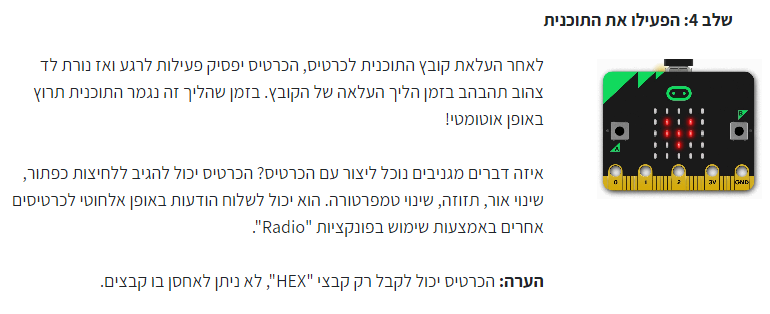 שלב 4: הפעילו את התוכנית
לאחר העלאת קובץ התוכנית לכרטיס, הכרטיס יפסיק פעילות לרגע ואז נורת לד
צהוב תהבהב בזמן הליך העלאה של הקובץ. בזמן שהליך זה נגמר התוכנית תרוץ
באופן אוטומטי!
איזה דברים מגניבים נוכל ליצור עם הכרטיס? הכרטיס יכול להגיב ללחיצות כפתור,
שינוי אור, תזוזה, שינוי טמפרטורה. הוא יכול לשלוח הודעות באופן אלחוטי לכרטיסים
אחרים באמצעות שימוש בפונקציות "Radio".
הערה: הכרטיס יכול לקבל רק קבצי "HEX", לא ניתן לאחסן בו קבצים.
B
A
0 1 2 3V GND